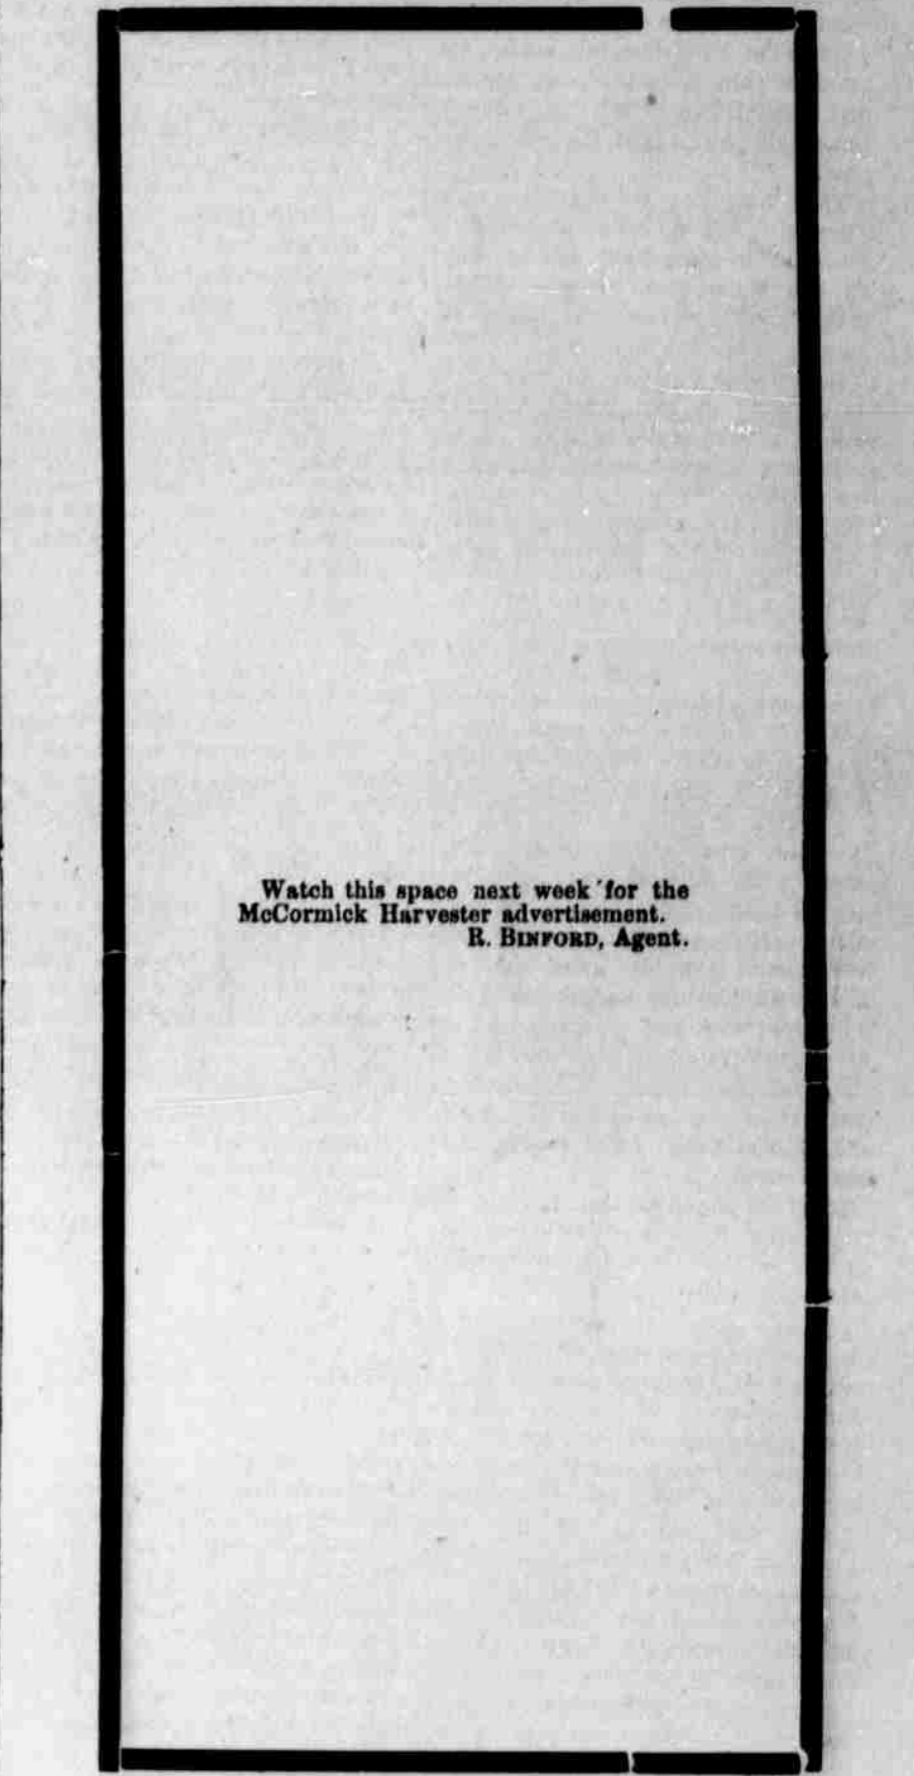 Watch this space next week for the
McCormick Harvester advertisement.
R. BINFORD, Agent.